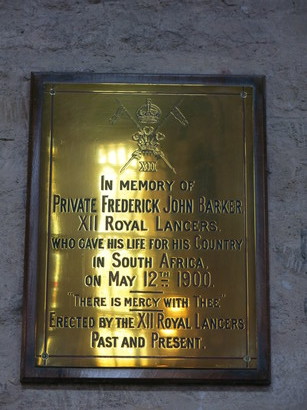 XII
In memory of
Private Frederick John Barker,
XII Royal Lancers,
who gave his life for his Country
in South Africa,
on May 12th 1900.
"There is mercy with Thee"
Erected by the XII Royal Lancers
Past and Present.